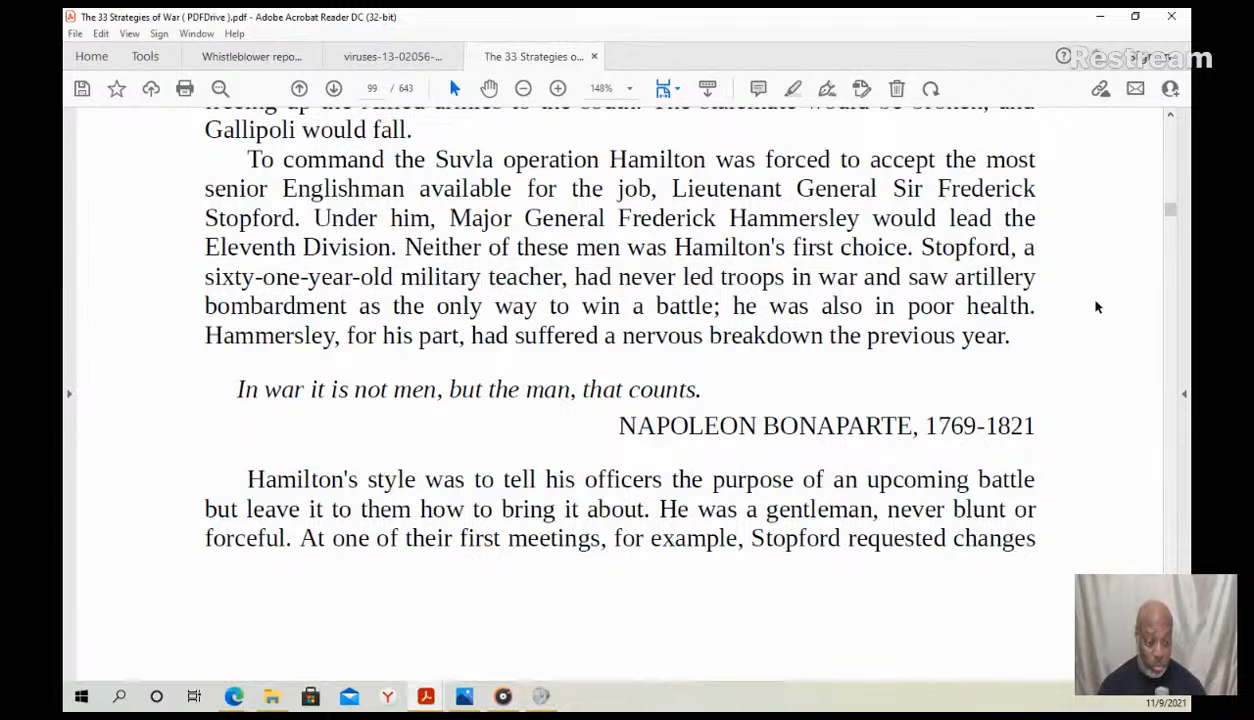 The 33 Strategies of War ( PDFDrive ).pdf - Adobe Acrobat Reader DC (32-bit)
File Edit View Sign Window Help
Home Tools Whistleblower repo... viruses-13-02056-... The 33 Strategies o... ×
Restream
99 / 643 148%
Gallipoli would fall.
To command the Suvla operation Hamilton was forced to accept the most
senior Englishman available for the job, Lieutenant General Sir Frederick
Stopford. Under him, Major General Frederick Hammersley would lead the
Eleventh Division. Neither of these men was Hamilton's first choice. Stopford, a
sixty-one-year-old military teacher, had never led troops in war and saw artillery
bombardment as the only way to win a battle; he was also in poor health.
Hammersley, for his part, had suffered a nervous breakdown the previous year.
In war it is not men, but the man, that counts.
NAPOLEON BONAPARTE, 1769-1821
Hamilton's style was to tell his officers the purpose of an upcoming battle
but leave it to them how to bring it about. He was a gentleman, never blunt or
forceful. At one of their first meetings, for example, Stopford requested changes
11/9/2021